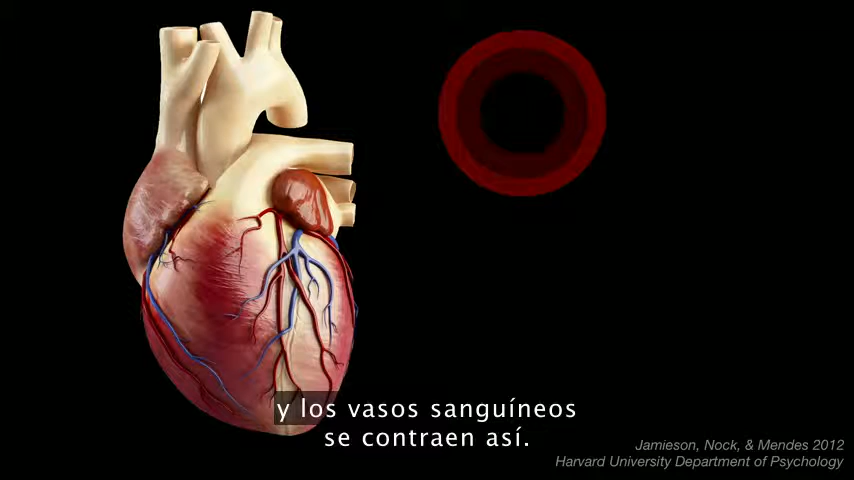 y los vasos sanguíneos
se contraen así.
Jamieson, Nock, & Mendes 2012
Harvard University Department of Psychology